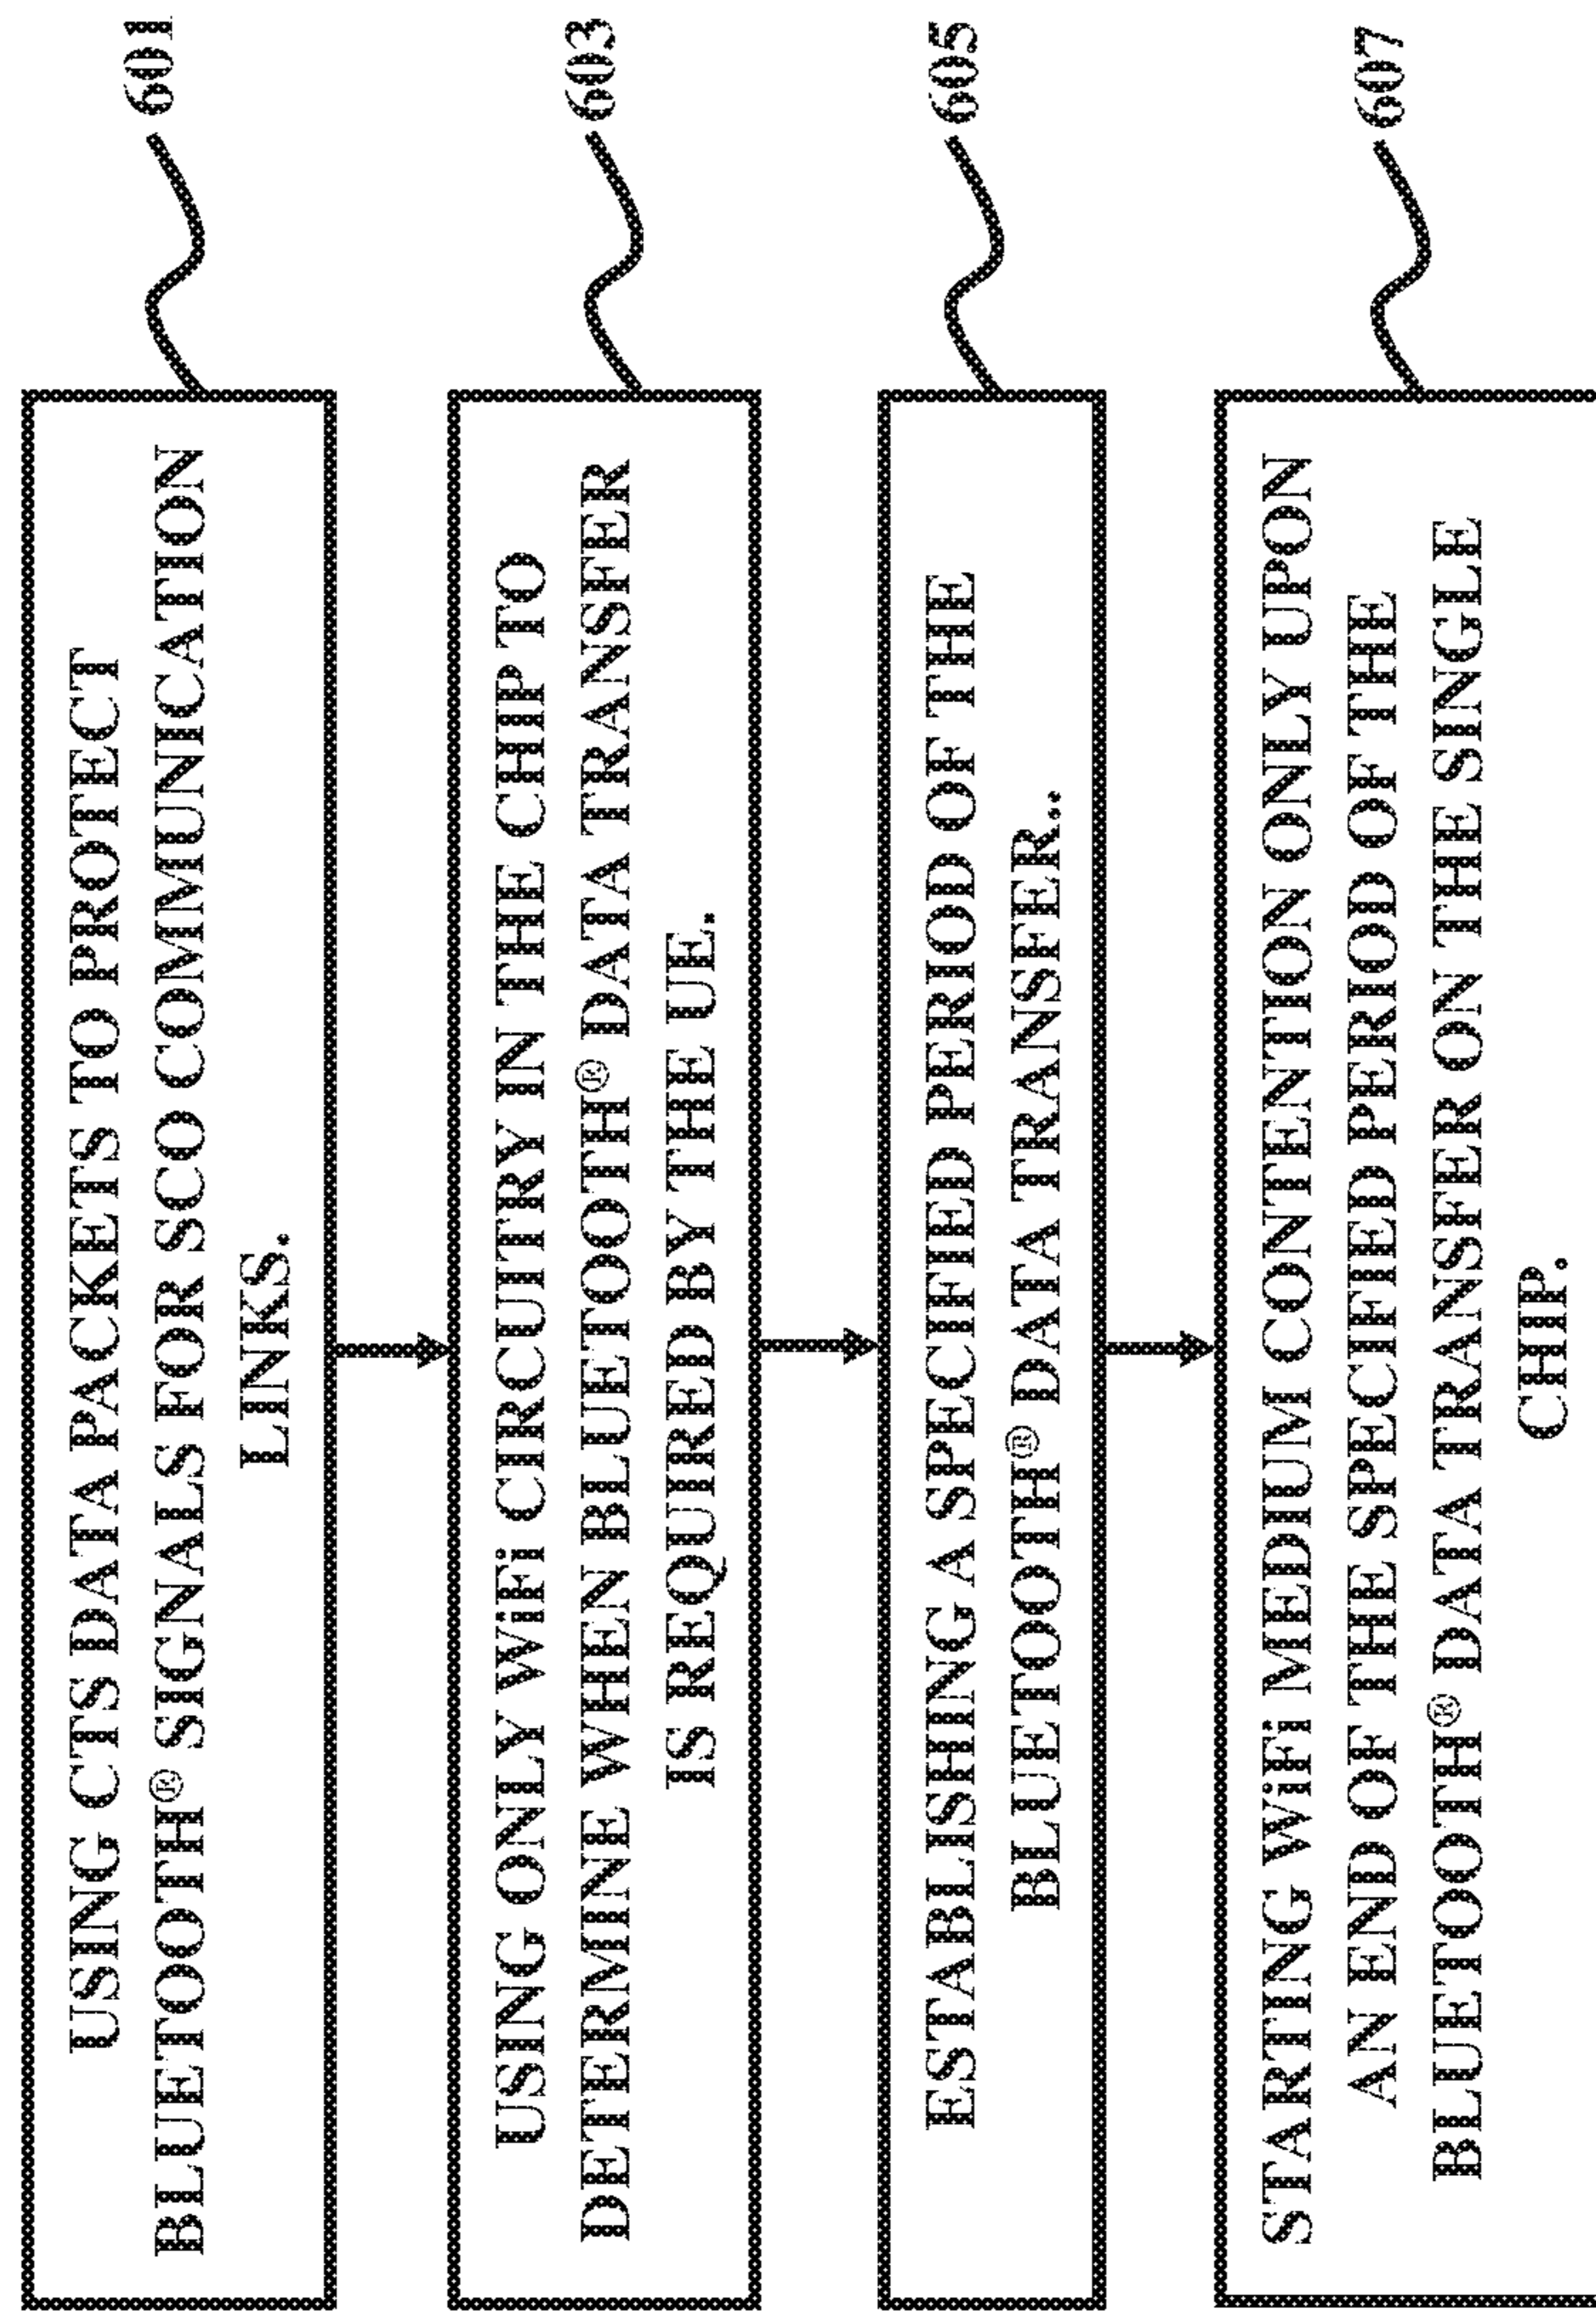 USING CTS DATA PACKETS TO PROTECT
BLUETOOTH® SIGNALS FOR SCO COMMUNICATION
LINKS.
601
USING ONLY WiFi CIRCUITRY IN THE CHIP TO
DETERMINE WHEN BLUETOOTH® DATA TRANSFER
IS REQUIRED BY THE UE.
603
ESTABLISHING A SPECIFIED PERIOD OF THE
BLUETOOTH® DATA TRANSFER..
605
STARTING WiFi MEDIUM CONTENTION ONLY UPON
AN END OF THE SPECIFIED PERIOD OF THE
BLUETOOTH® DATA TRANSFER ON THE SINGLE
CHIP.
607